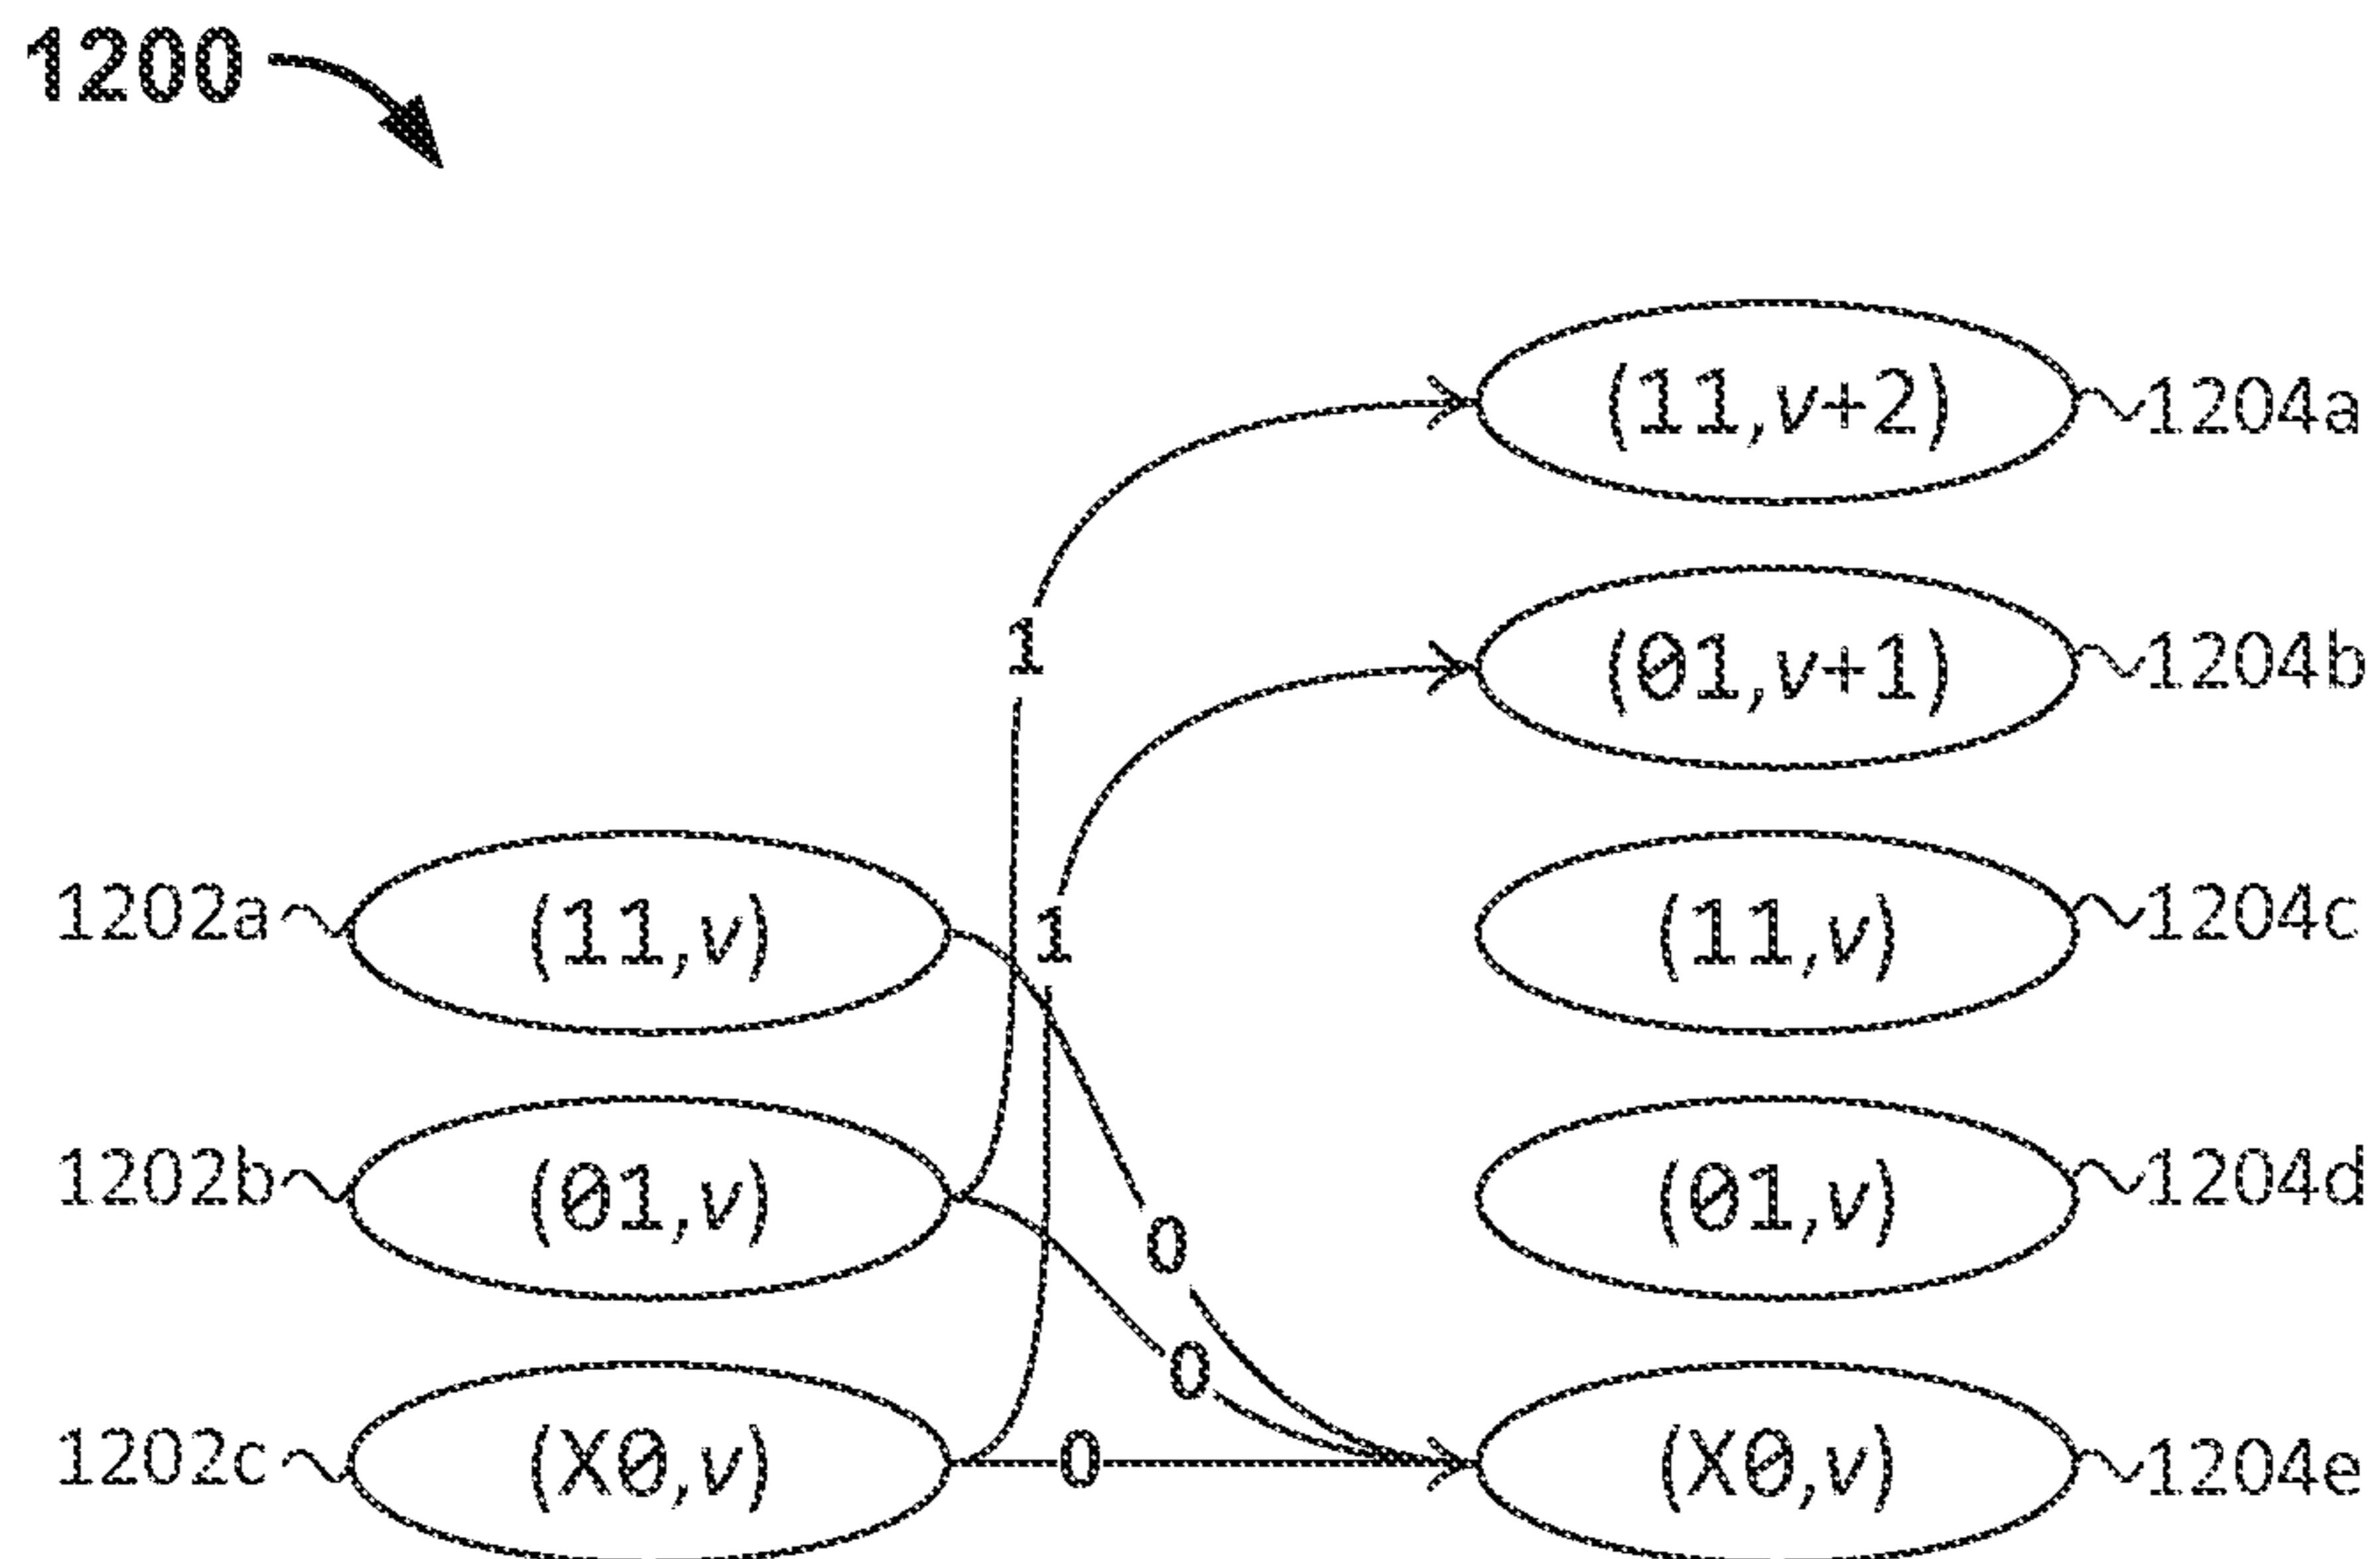 1200
(11,v+2) 1204a
1
(01,v+1) 1204b
1202a (11,v) 1 (11,v) 1204c
1202b (01,v) 0 (01,v) 1204d
0
1202c (X0,v) 0 (X0,v) 1204e